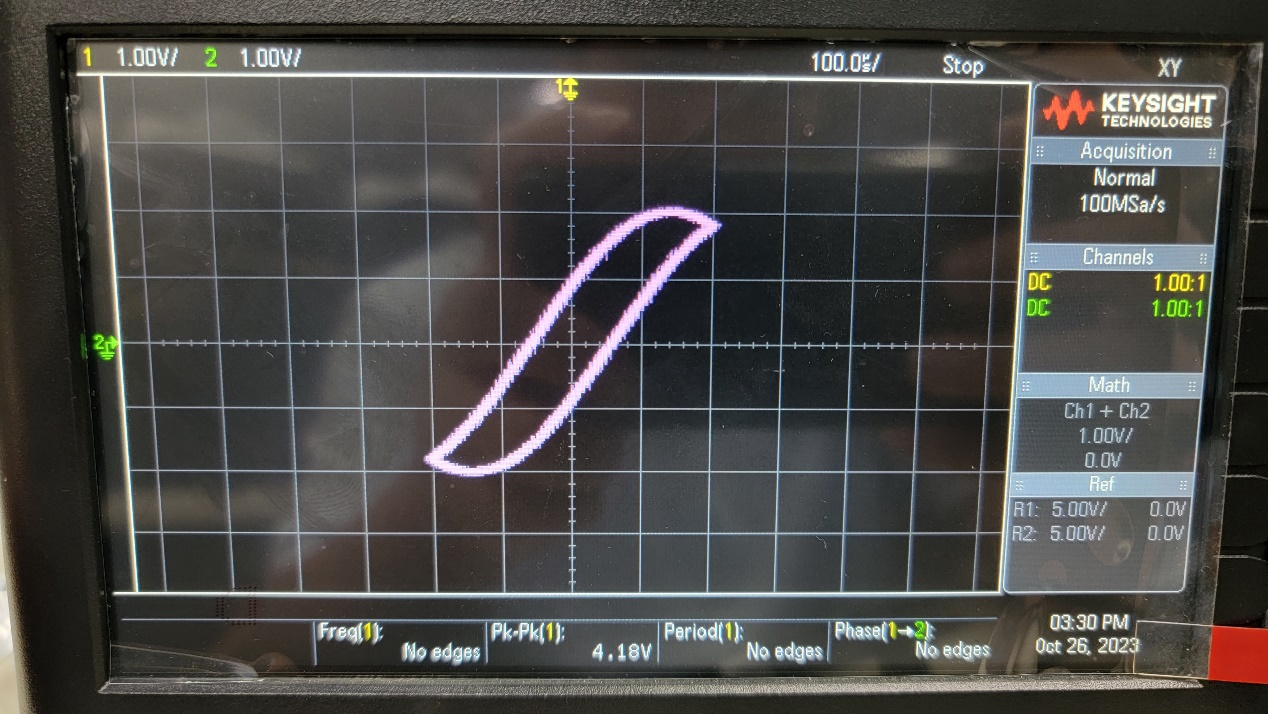 1 1.00V/ 2 1.00V/ 100.0µs/ Stop XY
1
KEYSIGHT
TECHNOLOGIES
Acquisition
Normal
100MSa/s
Channels
DC 1.00:1
DC 1.00:1
2
Math
Ch1 + Ch2
1.00V/
0.0V
Ref
R1: 5.00V/ 0.0V
R2: 5.00V/ 0.0V
Freq(1): Pk-Pk(1): Period(1): Phase(1→2):
No edges 4.18V No edges No edges
03:30 PM
Oct 26, 2023